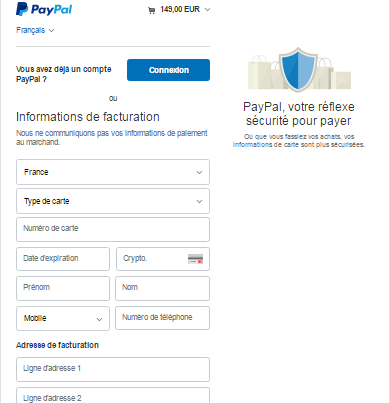 PayPal
149,00 EUR
Français
Vous avez déjà un compte
PayPal ?
Connexion
ou
Informations de facturation
Nous ne communiquons pas vos informations de paiement
au marchand.
France
Type de carte
Numéro de carte
Date d'expiration
Crypto.
Prénom
Nom
Mobile
Numéro de téléphone
Adresse de facturation
Ligne d'adresse 1
Ligne d'adresse 2
PayPal, votre réflexe
sécurité pour payer
Où que vous fassiez vos achats, vos
informations de carte sont plus sécurisées.